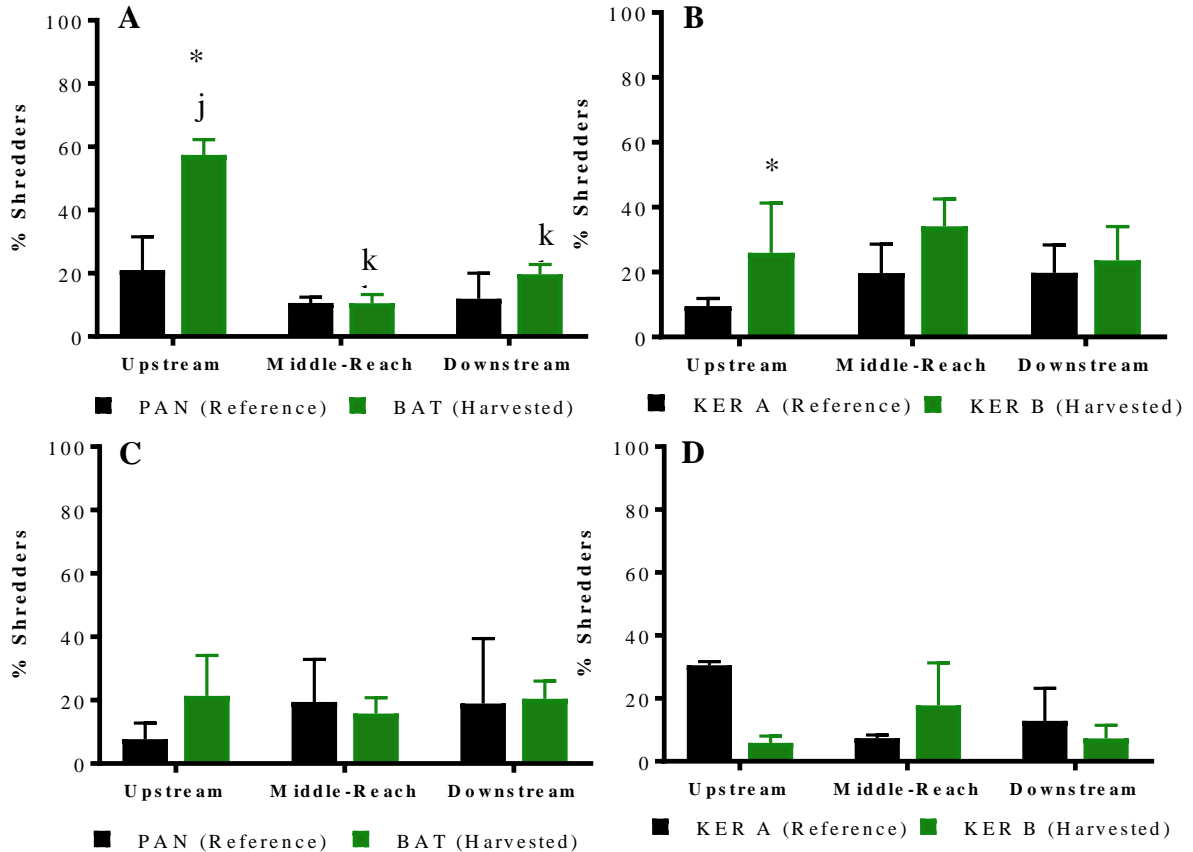 A
% Shredders
100
80
60
40
20
0
*
j
k
k
Upstream Middle-Reach Downstream
PAN (Reference) BAT (Harvested)
B
% Shredders
100
80
60
40
20
0
*
Upstream Middle-Reach Downstream
KER A (Reference) KER B (Harvested)
C
% Shredders
100
80
60
40
20
0
Upstream Middle-Reach Downstream
PAN (Reference) BAT (Harvested)
D
% Shredders
100
80
60
40
20
0
Upstream Middle-Reach Downstream
KER A (Reference) KER B (Harvested)